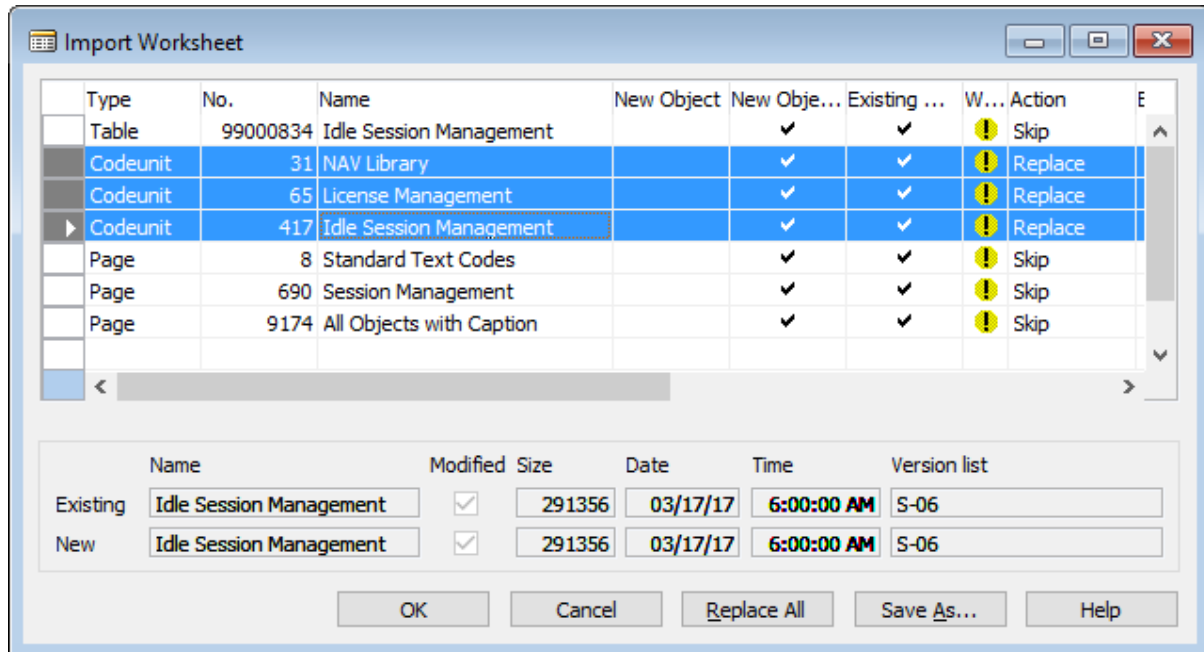 Import Worksheet
Type No. Name New Object New Obje... Existing ... W... Action E
Table 99000834 Idle Session Management Skip
Codeunit 31 NAV Library Replace
Codeunit 65 License Management Replace
Codeunit 417 Idle Session Management Replace
Page 8 Standard Text Codes Skip
Page 690 Session Management Skip
Page 9174 All Objects with Caption Skip
Name Modified Size Date Time Version list
Existing Idle Session Management 291356 03/17/17 6:00:00 AM S-06
New Idle Session Management 291356 03/17/17 6:00:00 AM S-06
OK Cancel Replace All Save As... Help